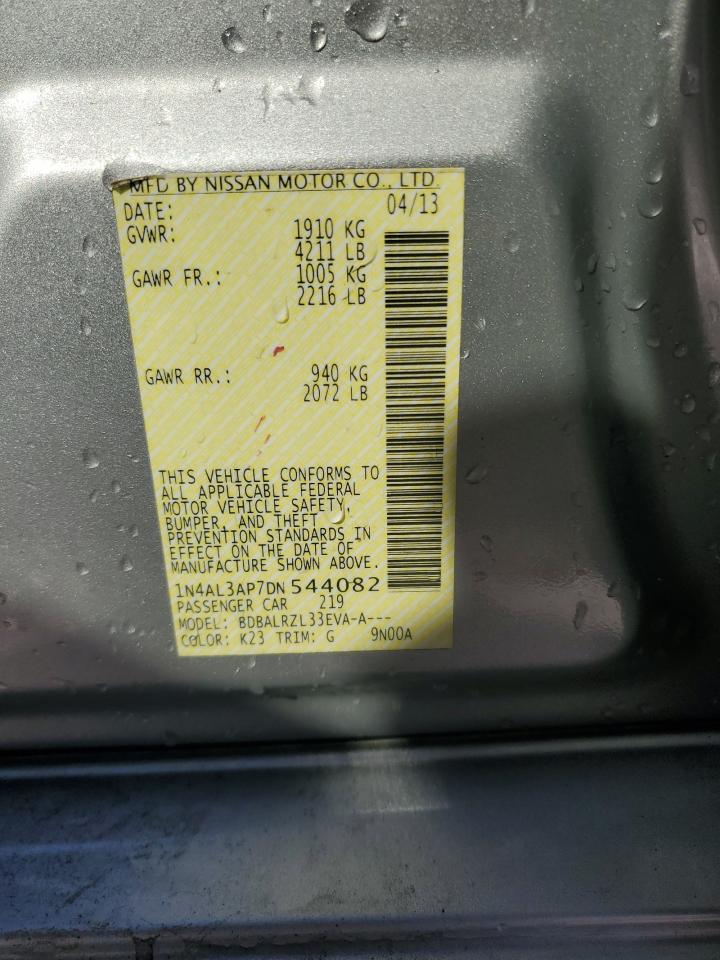 MFD BY NISSAN MOTOR CO., LTD.
DATE: 04/13
GVWR: 1910 KG
4211 LB
GAWR FR.: 1005 KG
2216 LB
GAWR RR.: 940 KG
2072 LB
THIS VEHICLE CONFORMS TO
ALL APPLICABLE FEDERAL
MOTOR VEHICLE SAFETY,
BUMPER, AND THEFT
PREVENTION STANDARDS IN
EFFECT ON THE DATE OF
MANUFACTURE SHOWN ABOVE.
1N4AL3AP7DN544082
PASSENGER CAR 219
MODEL: BDBALRZL33EVA-A---
COLOR: K23 TRIM: G 9N00A